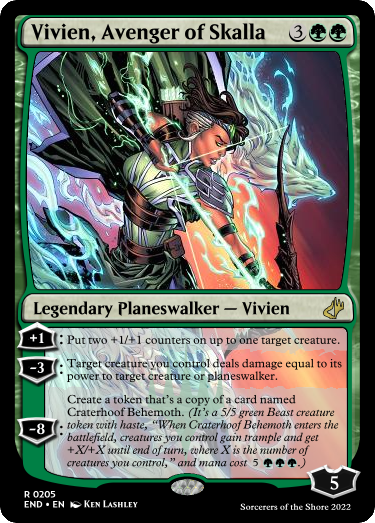 Vivien, Avenger of Skalla 3
Legendary Planeswalker — Vivien
+1 : Put two +1/+1 counters on up to one target creature.
-3 : Target creature you control deals damage equal to its
power to target creature or planeswalker.
Create a token that's a copy of a card named
Craterhoof Behemoth. (It's a 5/5 green Beast creature
-8 : token with haste, "When Craterhoof Behemoth enters the
battlefield, creatures you control gain trample and get
+X/+X until end of turn, where X is the number of
creatures you control," and mana cost 5 .)
5
R 0205
END • EN Ken Lashley
Sorcerers of the Shore 2022